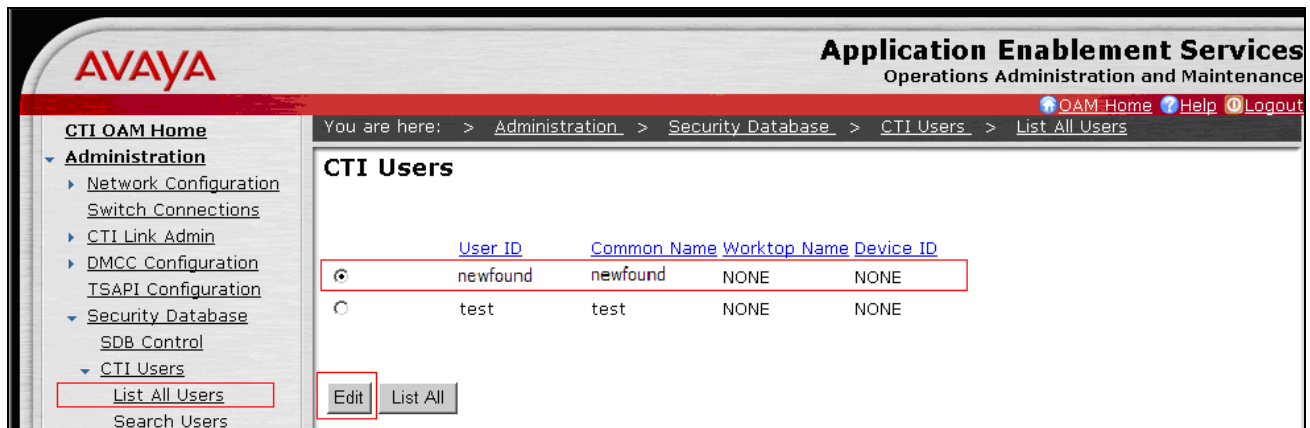 AVAYA
Application Enablement Services
Operations Administration and Maintenance
OAM Home Help Logout
CTI OAM Home
Administration
Network Configuration
Switch Connections
CTI Link Admin
DMCC Configuration
TSAPI Configuration
Security Database
SDB Control
CTI Users
List All Users
Search Users
You are here: > Administration > Security Database > CTI Users > List All Users
CTI Users
User ID Common Name Worktop Name Device ID
newfound newfound NONE NONE
test test NONE NONE
Edit List All